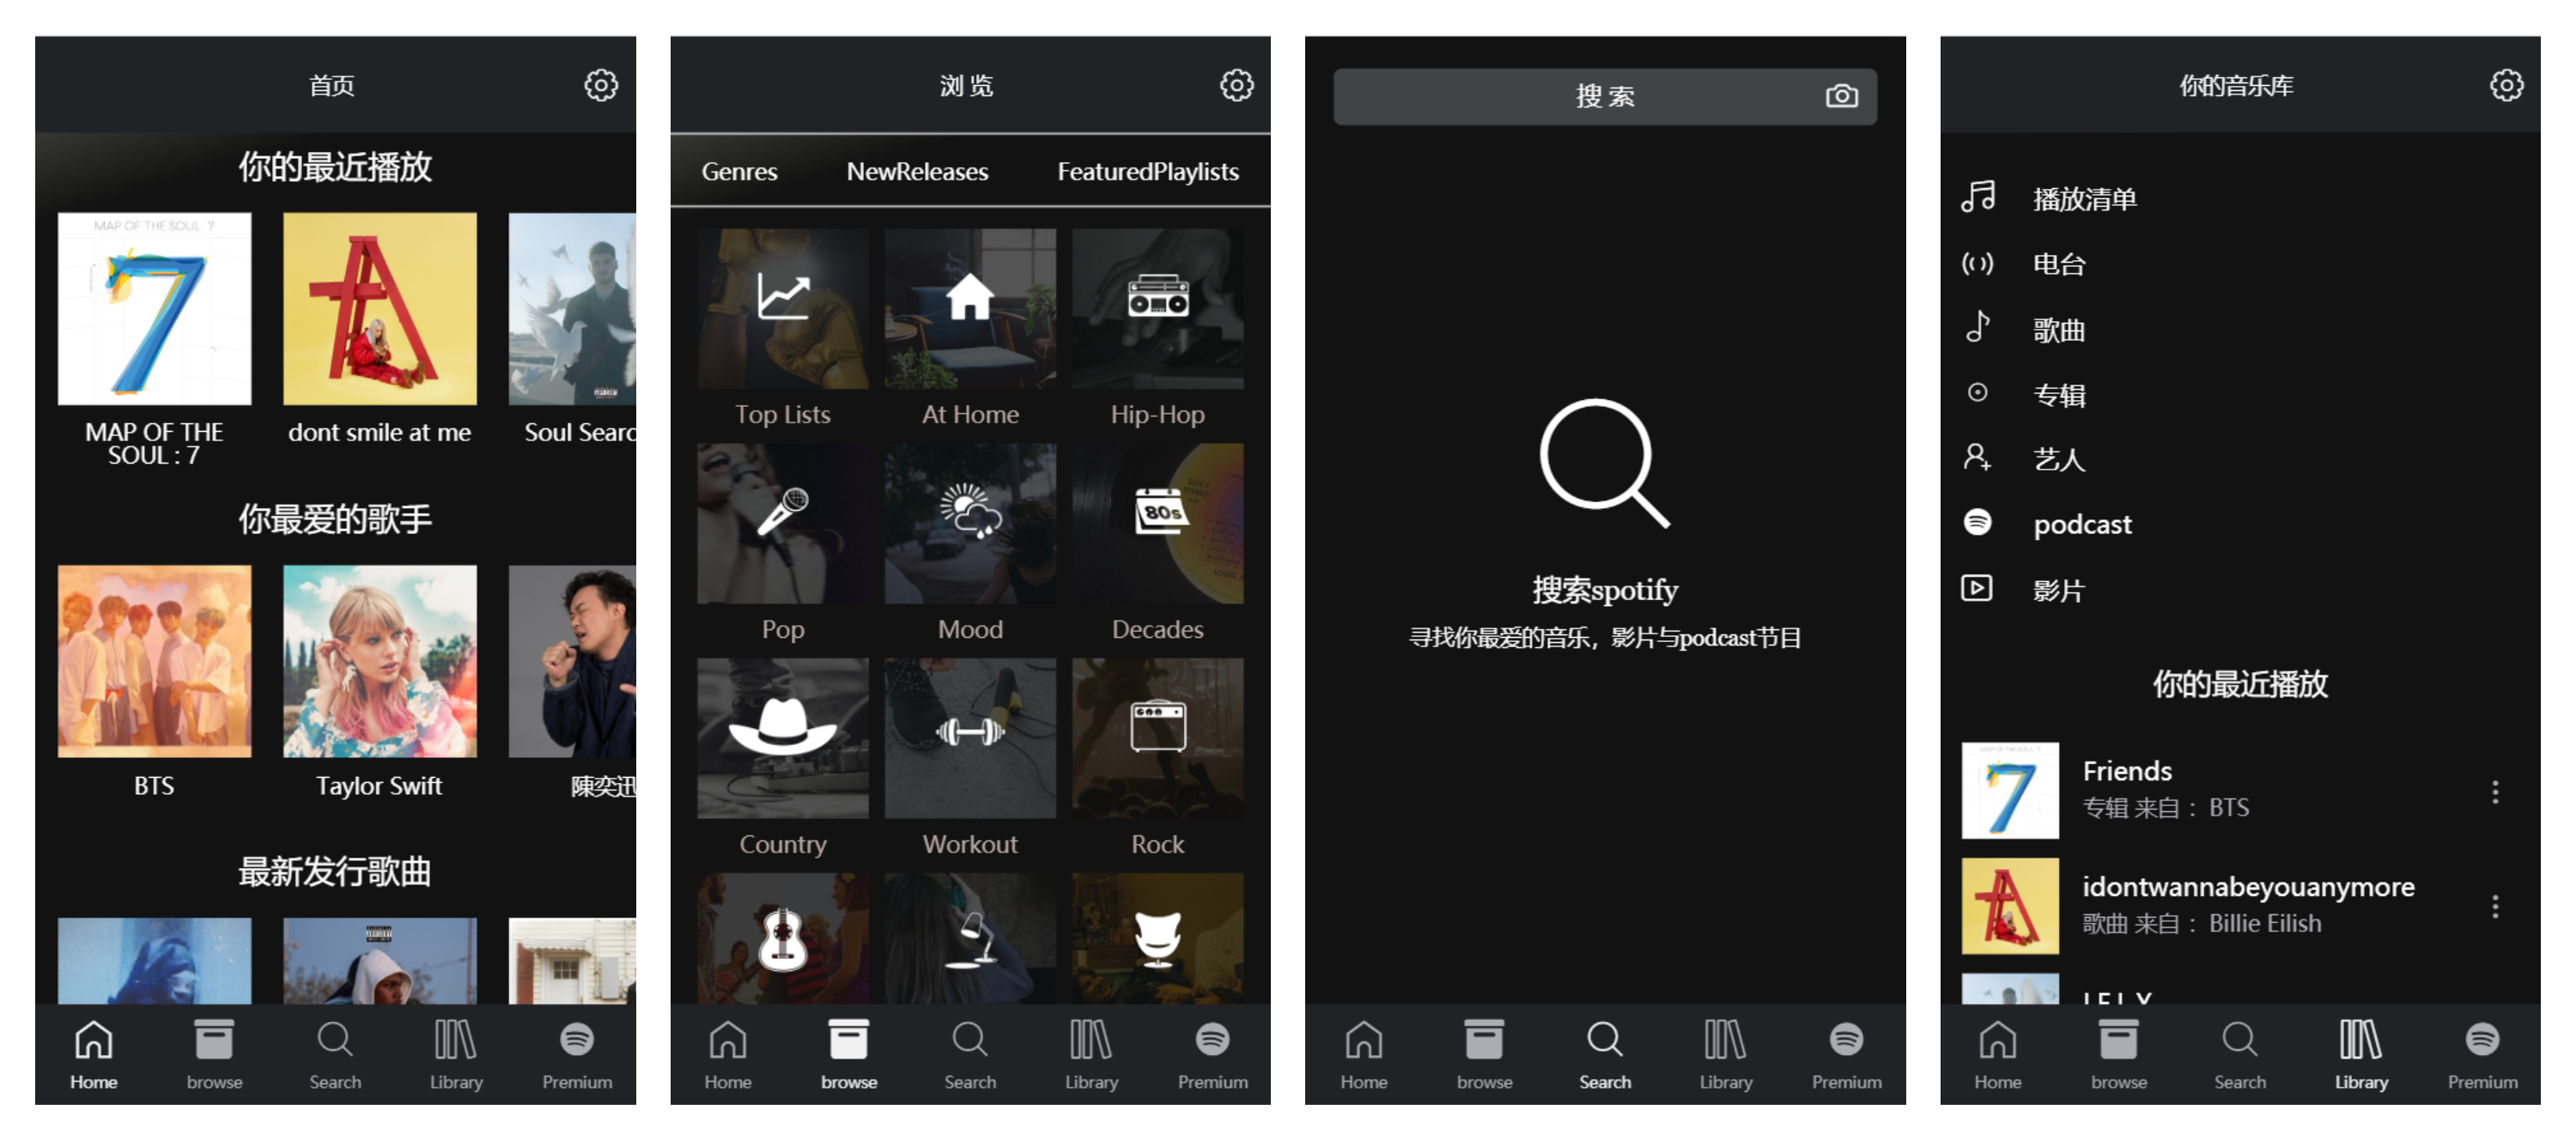 首页
你的最近播放
MAP OF THE SOUL 7
MAP OF THE
SOUL : 7
dont smile at me
Soul Searc
你最爱的歌手
BTS
Taylor Swift
陳奕迅
最新发行歌曲
Home
browse
Search
Library
Premium
浏 览
Genres
NewReleases
FeaturedPlaylists
Top Lists
At Home
Hip-Hop
80s
Pop
Mood
Decades
Country
Workout
Rock
Home
browse
Search
Library
Premium
搜 索
搜索spotify
寻找你最爱的音乐，影片与podcast节目
Home
browse
Search
Library
Premium
你的音乐库
播放清单
电台
歌曲
专辑
艺人
podcast
影片
你的最近播放
Friends
专辑 来自 :  BTS
idontwannabeyouanymore
歌曲 来自 :  Billie Eilish
Home
browse
Search
Library
Premium